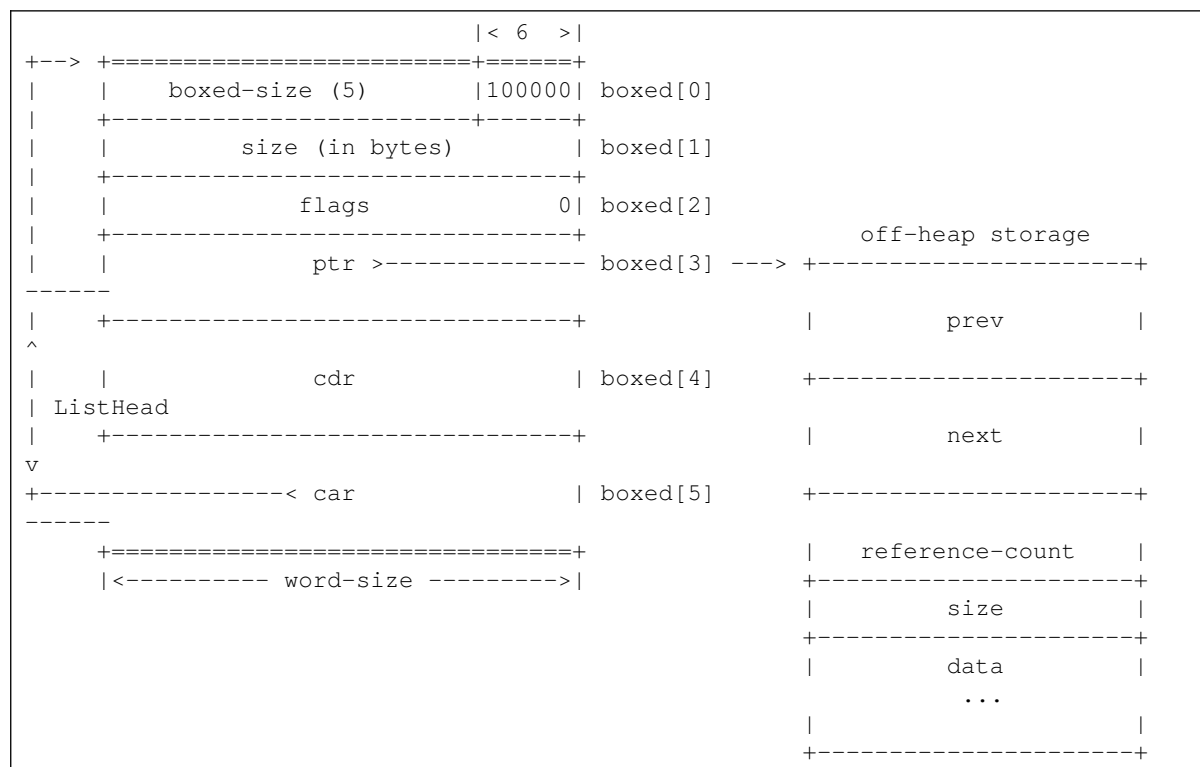 |< 6  >|
+--> +=========================+======+
|    |    boxed-size (5)       |100000| boxed[0]
|    +-------------------------+------+
|    |         size (in bytes)        | boxed[1]
|    +--------------------------------+
|    |             flags             0| boxed[2]
|    +--------------------------------+                   off-heap storage
|    |              ptr >-------------- boxed[3] ---> +----------------------+
------
|    +--------------------------------+               |         prev         |
^
|    |              cdr               | boxed[4]      +----------------------+
| ListHead
|    +--------------------------------+               |         next         |
v
+-----------------< car               | boxed[5]      +----------------------+
------
     +================================+               |   reference-count    |
     |<---------- word-size --------->|               +----------------------+
                                                      |         size         |
                                                      +----------------------+
                                                      |         data         |
                                                                 ...
                                                      |                      |
                                                      +----------------------+